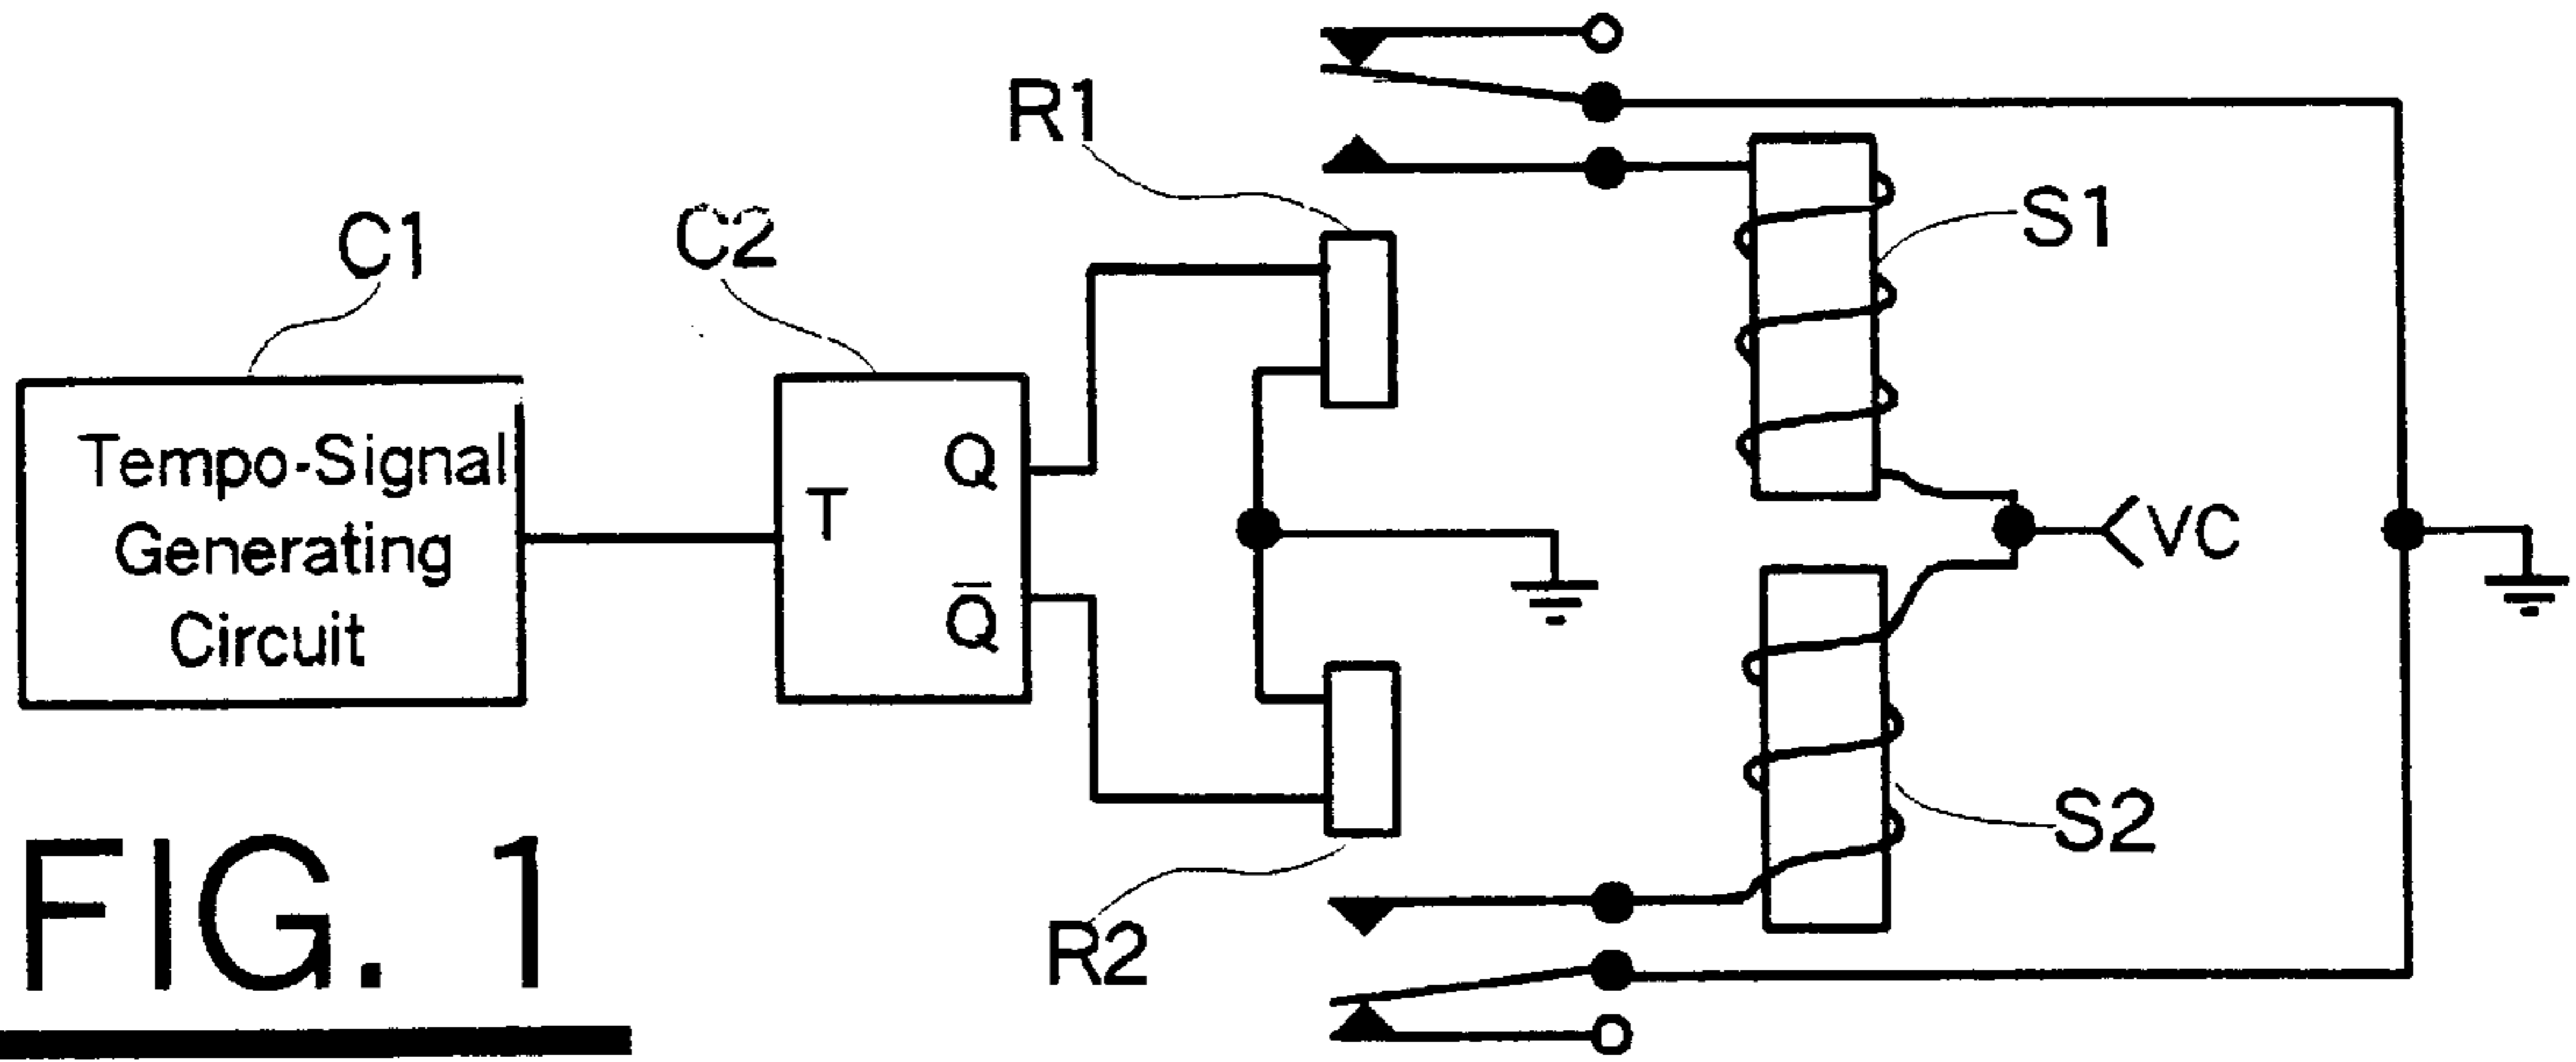 R1
C1
C2
S1
Tempo-Signal
Generating
Circuit
T
Q
Q̅
VC
S2
R2
FIG. 1